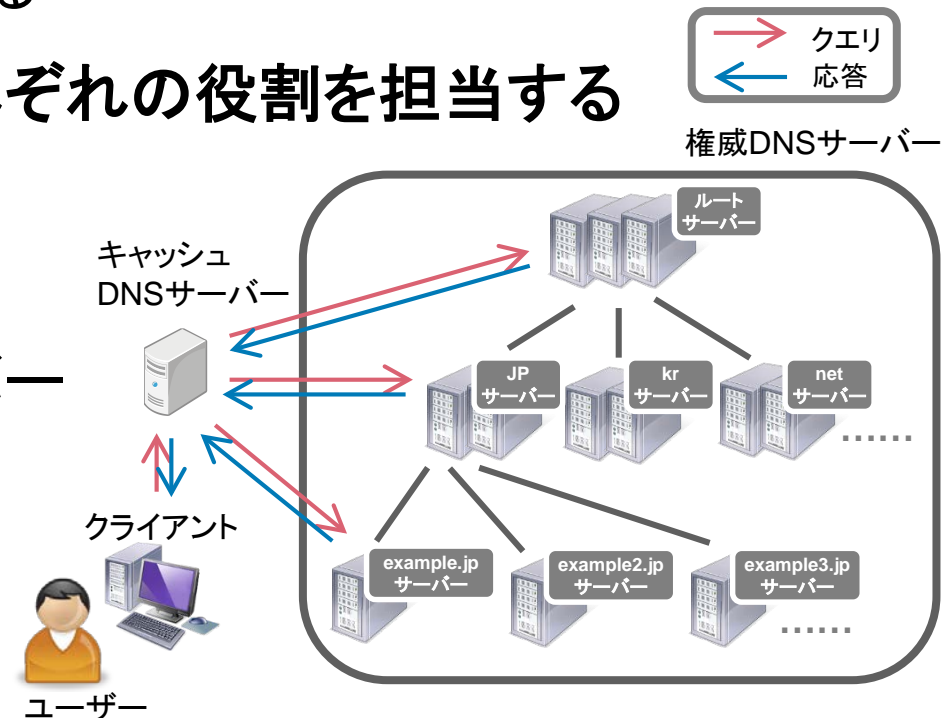 ぞれの役割を担当する
クエリ
応答
権威DNSサーバー
ルート
サーバー
キャッシュ
DNSサーバー
JP
サーバー
kr
サーバー
net
サーバー
……
クライアント
example.jp
サーバー
example2.jp
サーバー
example3.jp
サーバー
……
ユーザー